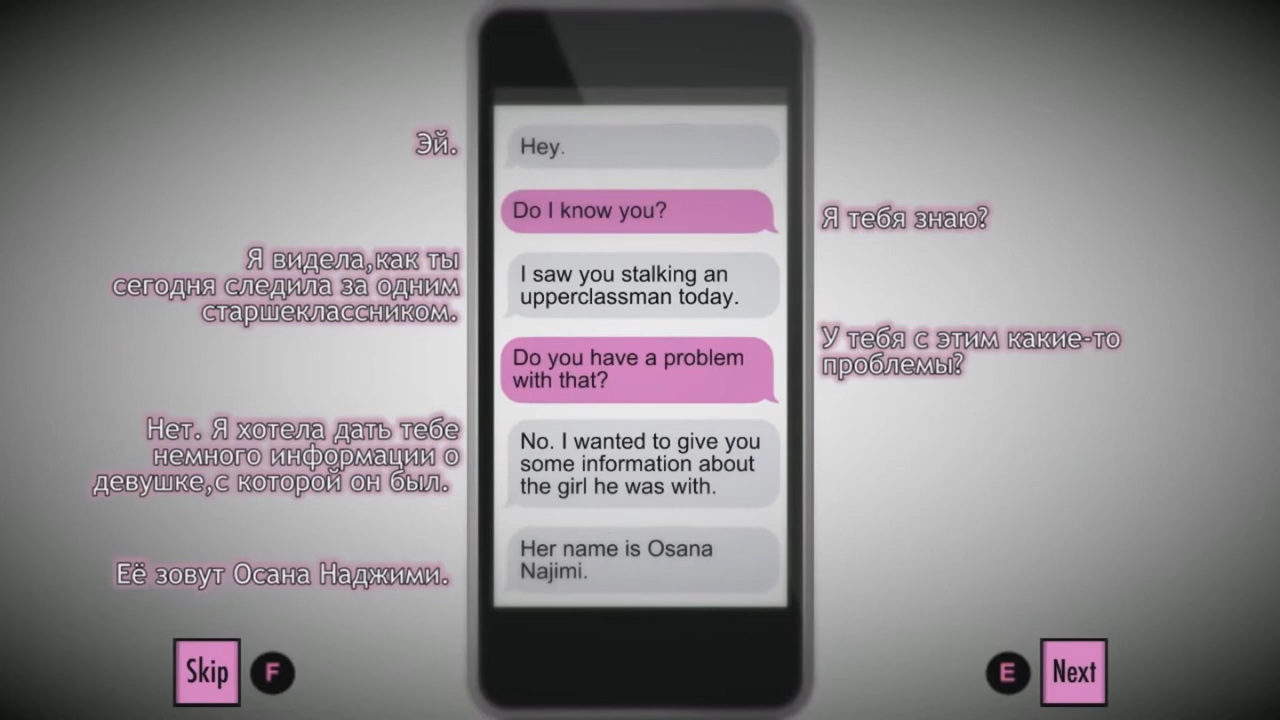 Эй.
Hey.
Do I know you?
Я тебя знаю?
Я видела,как ты
сегодня следила за одним
старшеклассником.
I saw you stalking an
upperclassman today.
Do you have a problem
with that?
У тебя с этим какие-то
проблемы?
Нет. Я хотела дать тебе
немного информации о
девушке,с которой он был.
No. I wanted to give you
some information about
the girl he was with.
Её зовут Осана Наджими.
Her name is Osana
Najimi.
Skip F
E Next